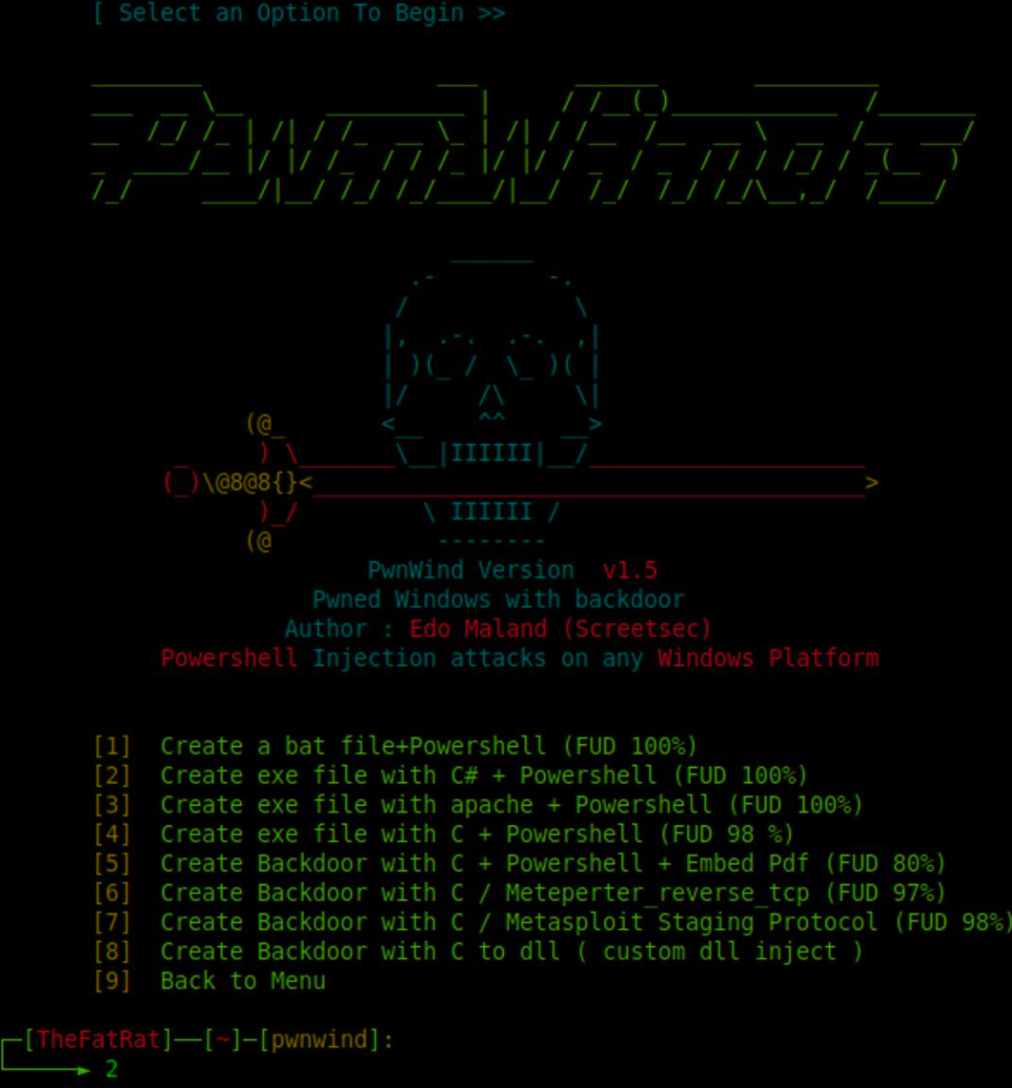 [ Select an Option To Begin >>
PwnWinds
PwnWind Version v1.5
Pwned Windows with backdoor
Author : Edo Maland (Screetsec)
Powershell Injection attacks on any Windows Platform
[1] Create a bat file+Powershell (FUD 100%)
[2] Create exe file with C# + Powershell (FUD 100%)
[3] Create exe file with apache + Powershell (FUD 100%)
[4] Create exe file with C + Powershell (FUD 98 %)
[5] Create Backdoor with C + Powershell + Embed Pdf (FUD 80%)
[6] Create Backdoor with C / Meteperter_reverse_tcp (FUD 97%)
[7] Create Backdoor with C / Metasploit Staging Protocol (FUD 98%)
[8] Create Backdoor with C to dll ( custom dll inject )
[9] Back to Menu
[TheFatRat]—[~]-[pwnwind]:
2